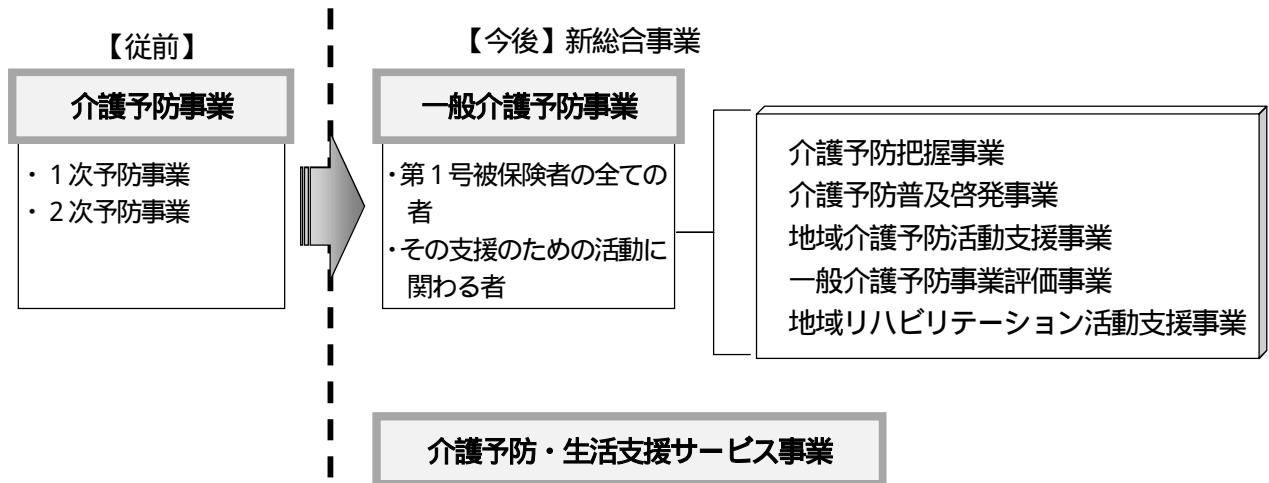 【従前】
介護予防事業
・１次予防事業
・２次予防事業
【今後】新総合事業
一般介護予防事業
・第１号被保険者の全ての
者
・その支援のための活動に
関わる者
介護予防把握事業
介護予防普及啓発事業
地域介護予防活動支援事業
一般介護予防事業評価事業
地域リハビリテーション活動支援事業
介護予防・生活支援サービス事業